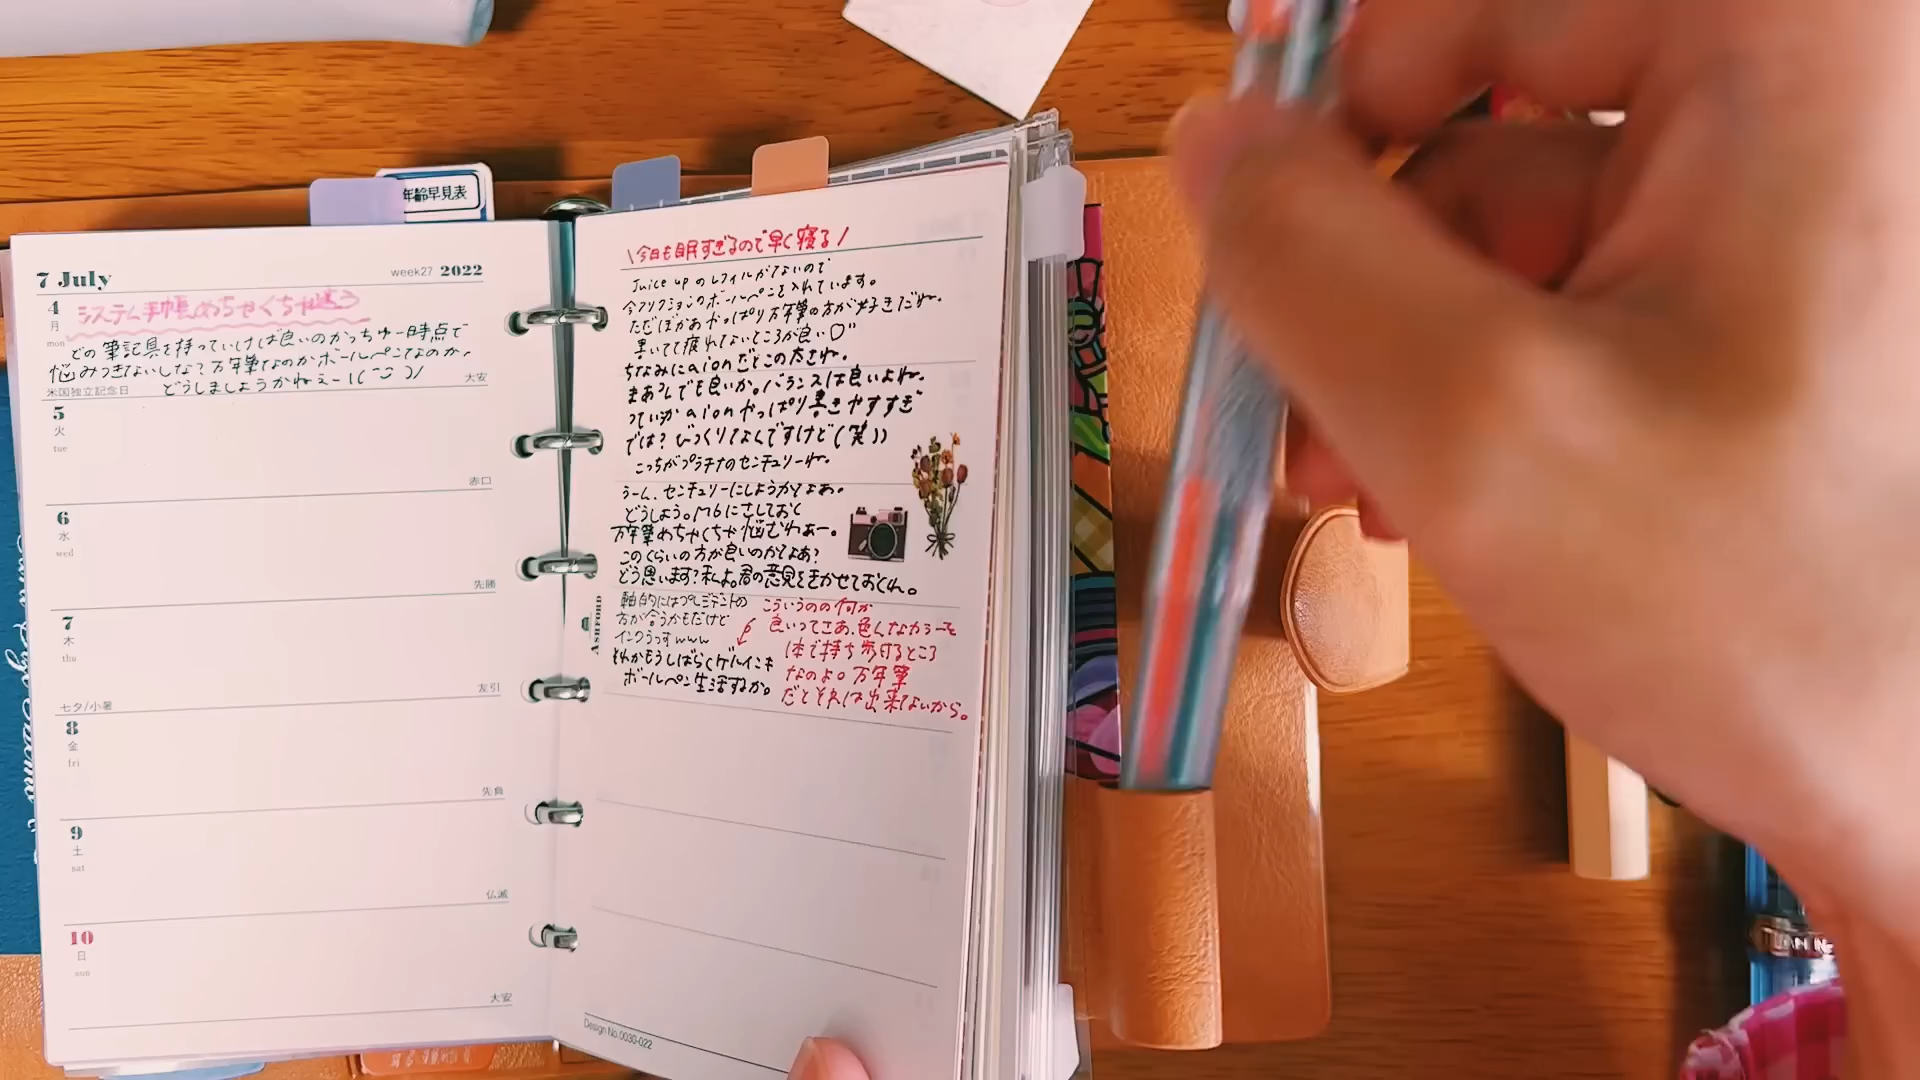 年齢早見表
7 July
week27 2022
4
月
mon
システム手帳めちゃくちゃ迷う
どの筆記具を持っていけば良いのかっちゅー時点で
悩みつきないしな?万年筆なのかボールペンなのか、
どうしましょうかねぇー
米国独立記念日
大安
5
火
tue
赤口
6
水
wed
先勝
7
木
thu
友引
七夕/小暑
8
金
fri
先負
9
土
sat
仏滅
10
日
sun
大安
\今日も眠すぎるので早く寝る/
Juice upのレフィルがないので
今フリクションのボールペンを入れています。
ただぼかあやっぱり万年筆の方が好きだね。
書いてて疲れないところが良い♡
ちなみにaionだとこの太さね。
まあこんでも良いか。バランスは良いよね。
っていうかaionやっぱり書きやすすぎ
では?びっくりなんですけど(笑))
こっちがプラチナのセンチュリーね。
うーん、センチュリーにしようかなぁ。
どうしよう。M6にさしておく
万年筆めちゃくちゃ悩むわぁー。
このくらいの方が良いのかなぁ?
どう思います?私よ。君の意見をきかせておくれ。
軸的にはプレジデントの
方が合うかもだけど
インクうっすwww
それかもうしばらくゲルインキ
ボールペン生活するか。
こういうのの何が
良いってさあ、色んなカラーを
1本で持ち歩けるところ
なのよ。万年筆
だとそれは出来ないから。
ASHFORD
Design No.0030-022